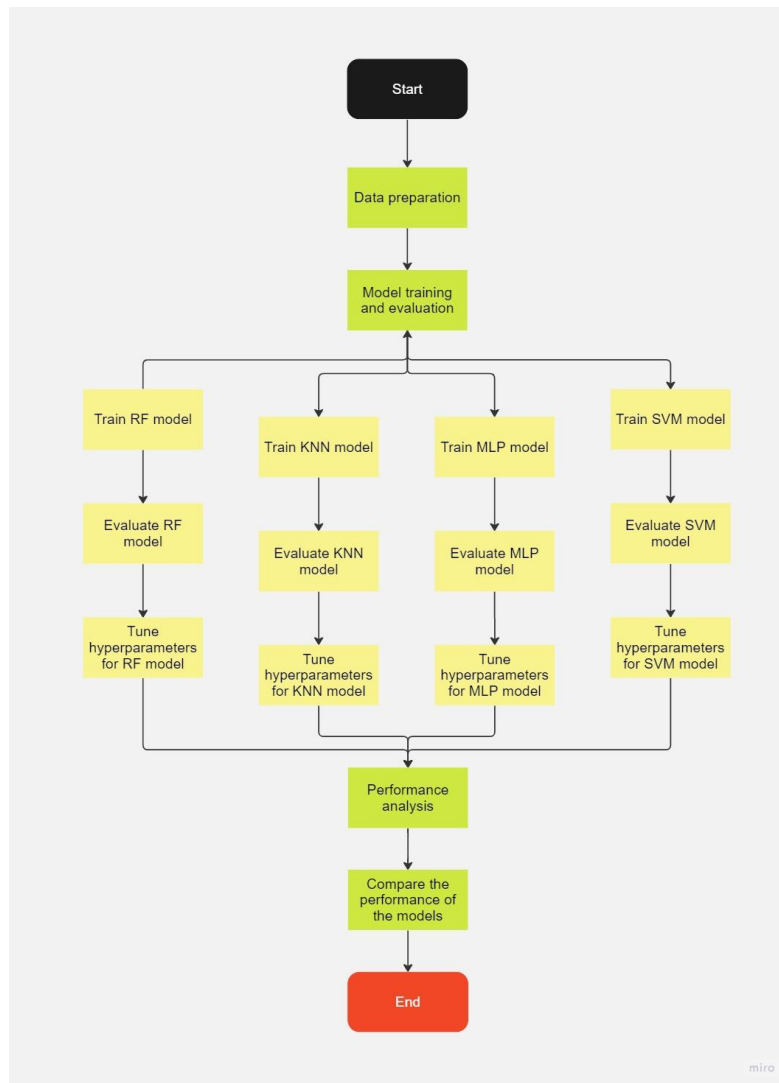 Start
Data preparation
Model training
and evaluation
Train RF model
Train KNN model
Train MLP model
Train SVM model
Evaluate RF
model
Evaluate KNN
model
Evaluate MLP
model
Evaluate SVM
model
Tune
hyperparameters
for RF model
Tune
hyperparameters
for KNN model
Tune
hyperparameters
for MLP model
Tune
hyperparameters
for SVM model
Performance
analysis
Compare the
performance of
the models
End
miro